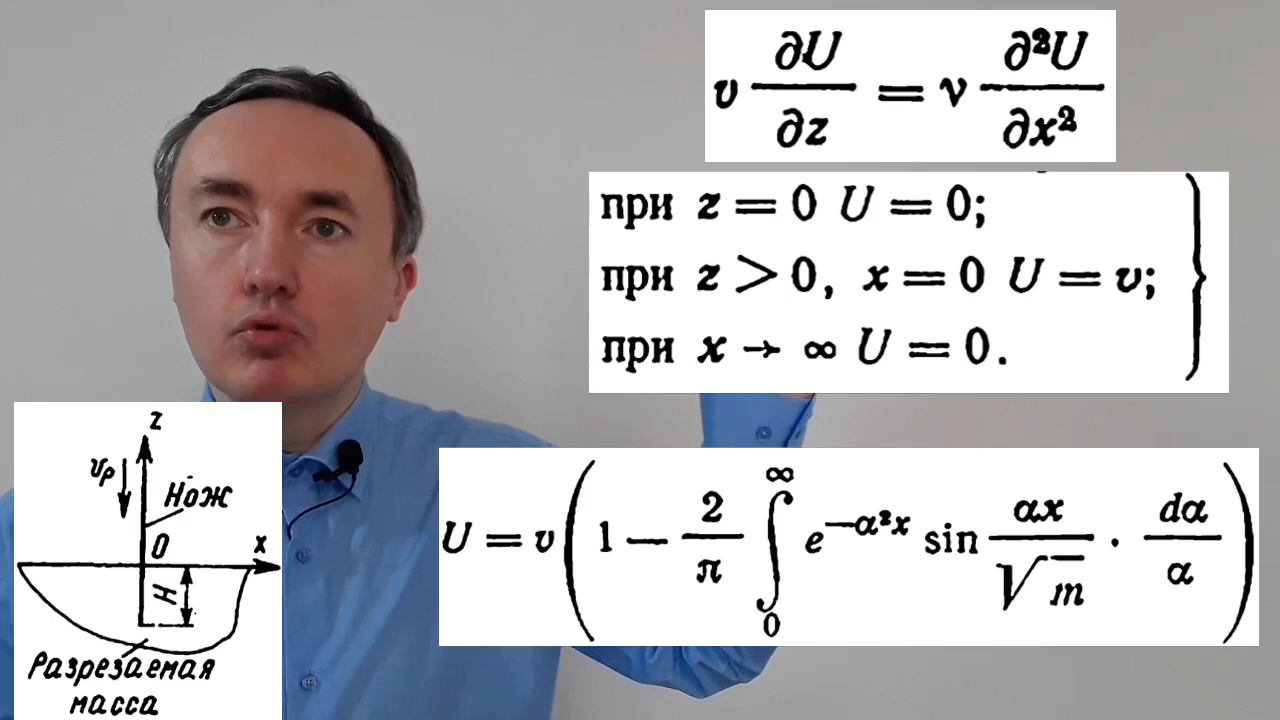 v ∂U/∂z = ν ∂²U/∂x²
при z = 0 U = 0;
при z > 0, x = 0 U = v;
при x → ∞ U = 0.
U = v(1 − 2/π ∫₀^∞ e^(−α²x) sin αx/√m · dα/α)
z
vₚ
Нож
0
x
H
Разрезаемая
масса